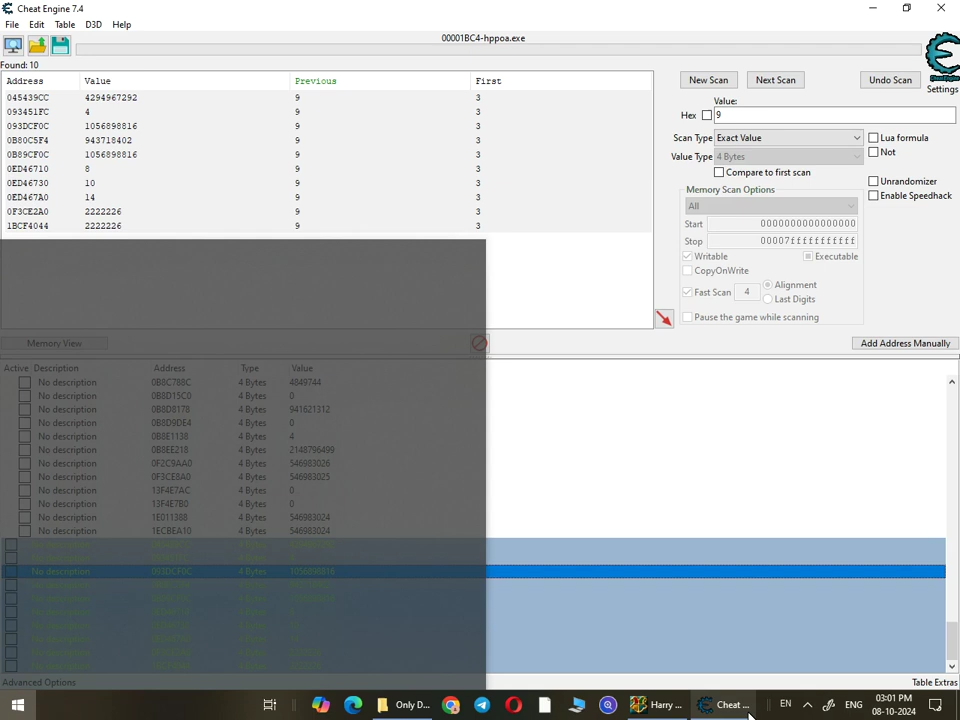 Cheat Engine 7.4
File Edit Table D3D Help
00001BC4-hppoa.exe
Found: 10
Address Value Previous First
045439CC 4294967292 9 3
093451FC 4 9 3
093DCF0C 1056898816 9 3
0B80C5F4 943718402 9 3
0B89CF0C 1056898816 9 3
0ED46710 8 9 3
0ED46730 10 9 3
0ED467A0 14 9 3
0F3CE2A0 2222226 9 3
1BCF4044 2222226 9 3
New Scan Next Scan Undo Scan
Cheat Engine
Settings
Value:
Hex 9
Scan Type Exact Value
Lua formula
Not
Value Type 4 Bytes
Compare to first scan
Memory Scan Options
All
Unrandomizer
Enable Speedhack
Start 0000000000000000
Stop 00007fffffffffff
Writable Executable
CopyOnWrite
Fast Scan 4 Alignment
Last Digits
Pause the game while scanning
Memory View
Add Address Manually
Active Description Address Type Value
No description 0B8C788C 4 Bytes 4849744
No description 0B8D15C0 4 Bytes 0
No description 0B8D8178 4 Bytes 941621312
No description 0B8D9DE4 4 Bytes 0
No description 0B8E1138 4 Bytes 4
No description 0B8EE218 4 Bytes 2148796499
No description 0F2C9AA0 4 Bytes 546983026
No description 0F3CE8A0 4 Bytes 546983025
No description 13F4E7AC 4 Bytes 0
No description 13F4E7B0 4 Bytes 0
No description 1E011388 4 Bytes 546983024
No description 1ECBEA10 4 Bytes 546983024
No description 093DCF0C 4 Bytes 1056898816
Advanced Options
Table Extras
Only D...
Harry ...
Cheat ...
EN
ENG
03:01 PM
08-10-2024